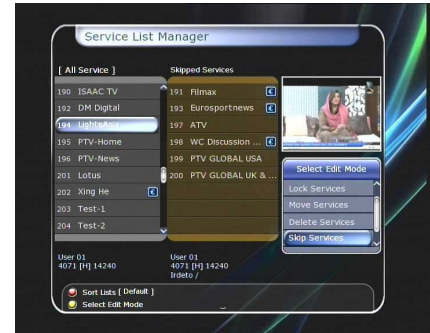 Service List Manager
[ All Service ]
190 ISAAC TV
192 DM Digital
194
195 PTV-Home
196 PTV-News
201 Lotus
202 Xing He
203 Test-1
204 Test-2
Skipped Services
191 Filmax
193 Eurosportnews
197 ATV
198 WC Discussion ...
199 PTV GLOBAL USA
200 PTV GLOBAL UK & ...
Select Edit Mode
Lock Services
Move Services
Delete Services
Skip Services
User 01
4071 [H] 14240
User 01
4071 [H] 14240
Irdeto /
Sort Lists [ Default ]
Select Edit Mode